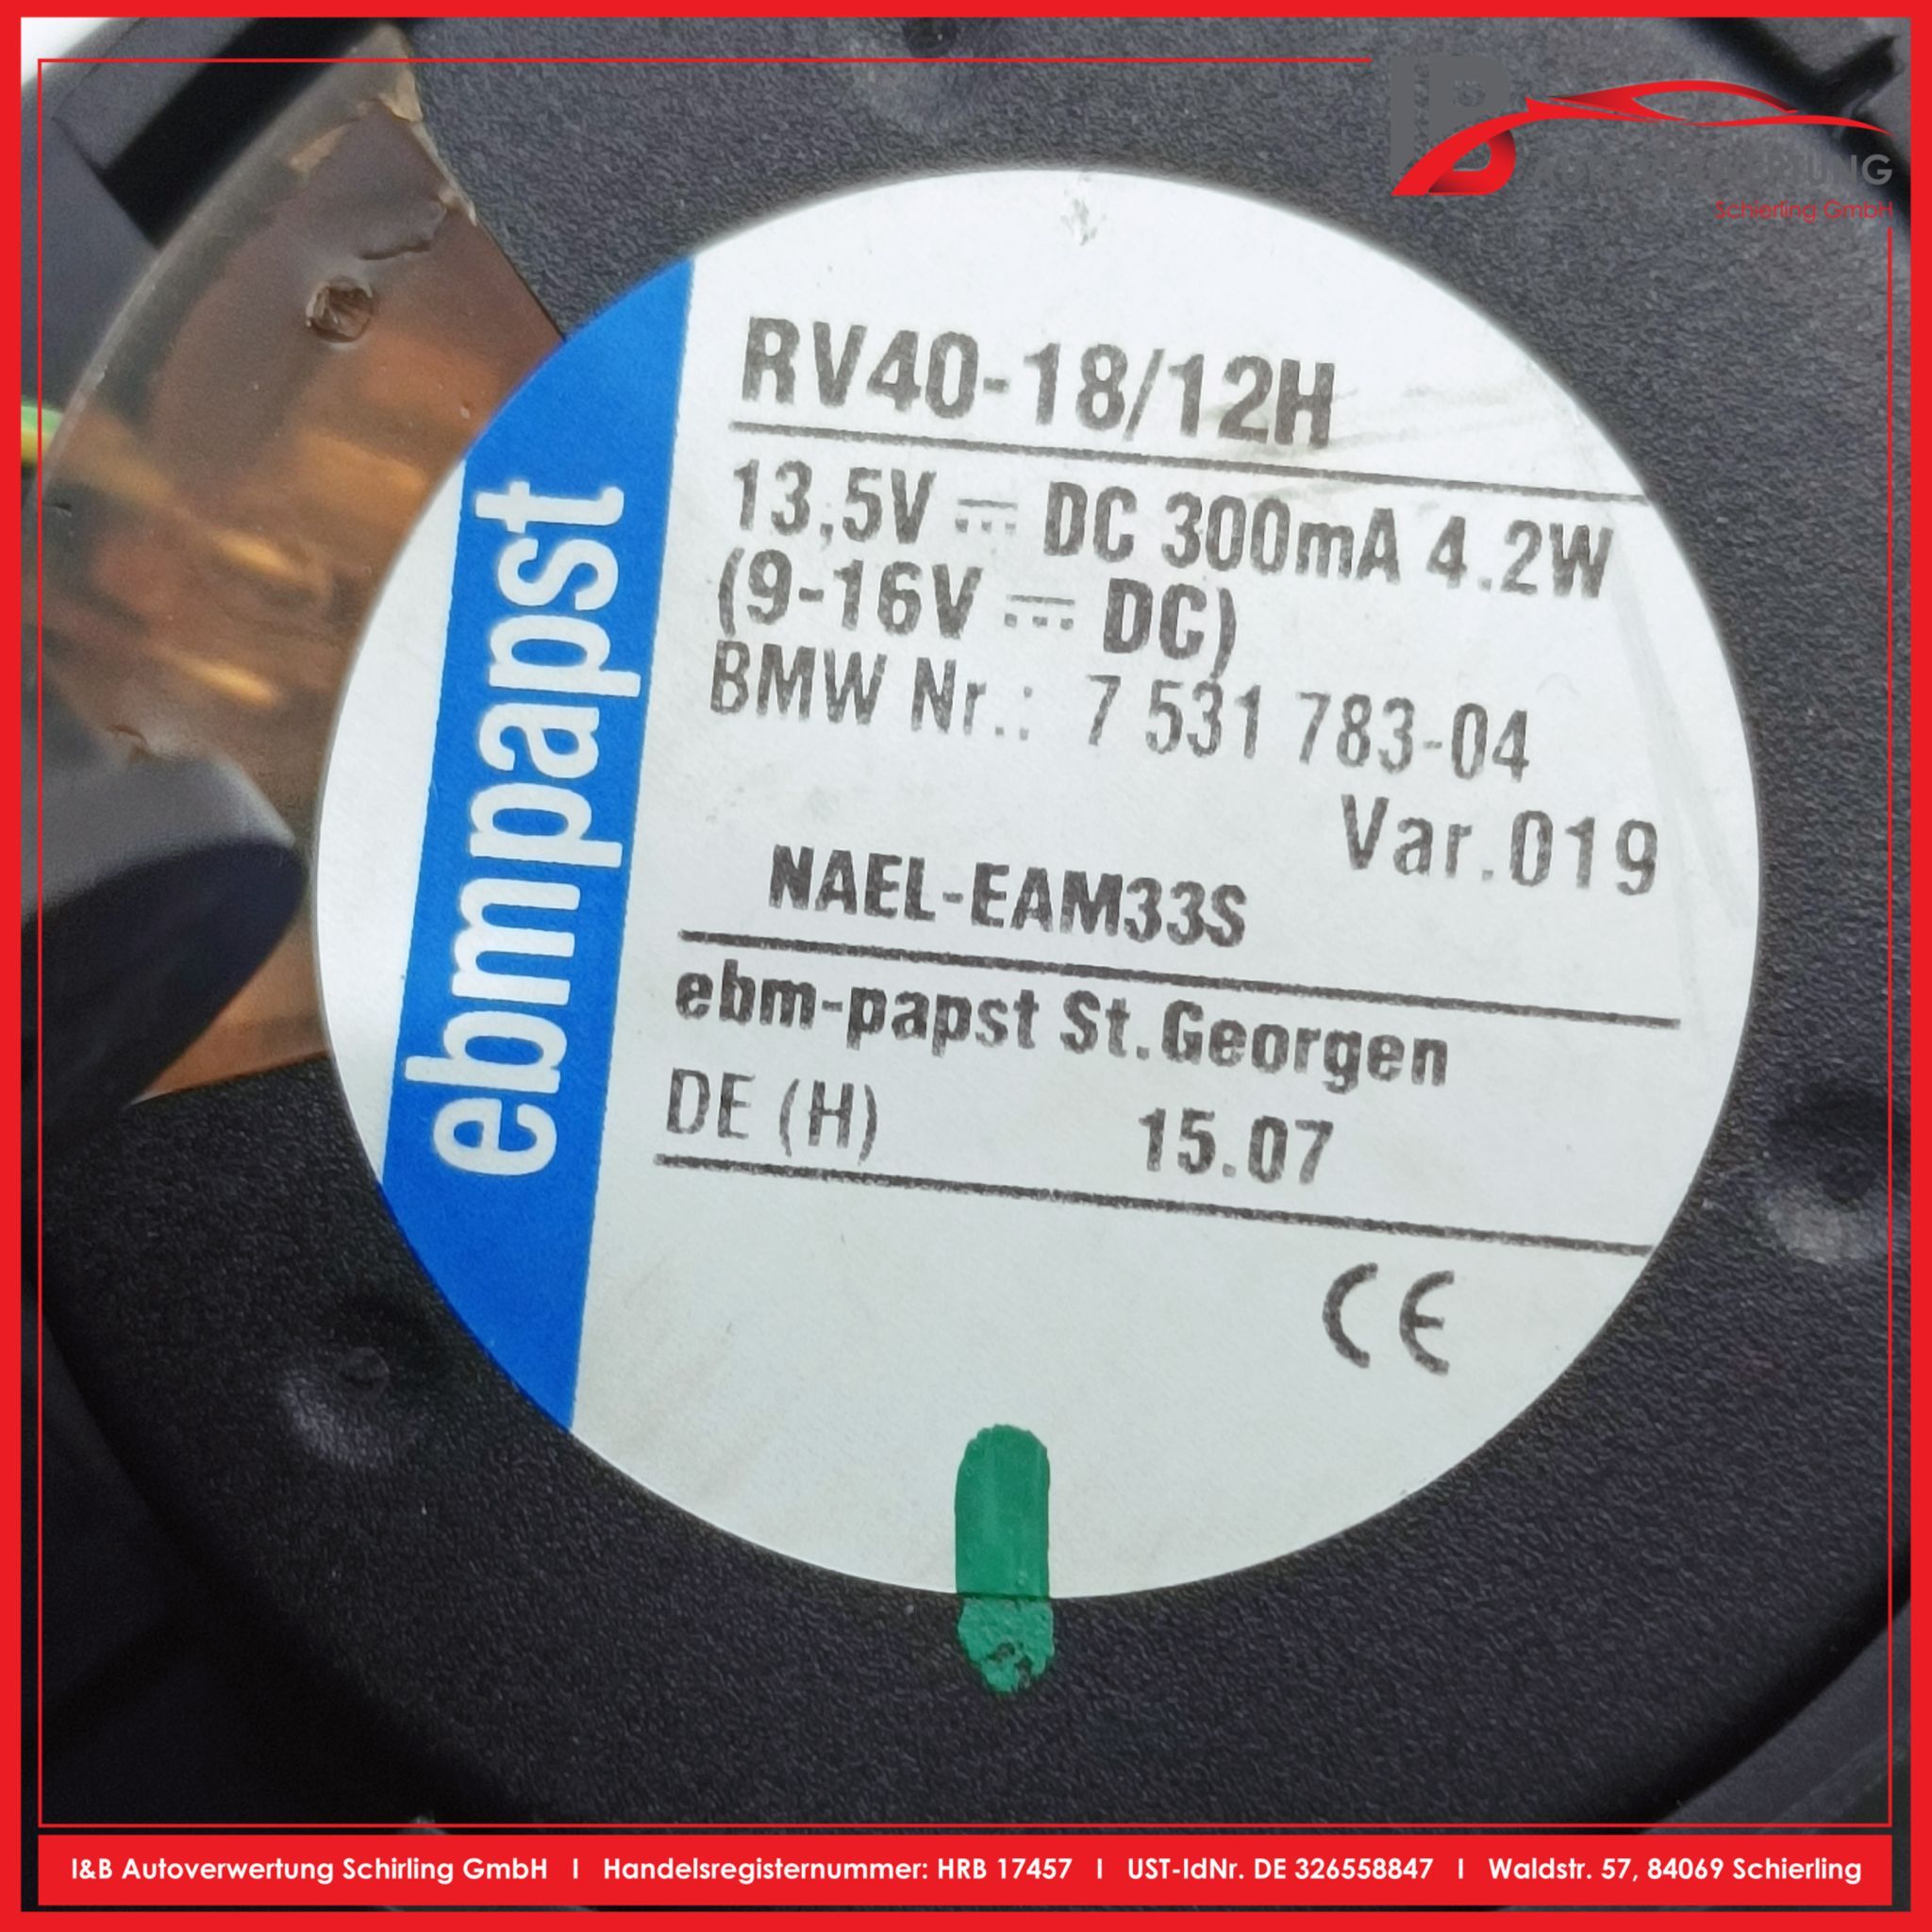 IB
AUTOVERWERTUNG
Schierling GmbH
RV40-18/12H
13,5V ⎓ DC 300mA 4.2W
(9-16V ⎓ DC)
BMW Nr.: 7 531 783-04
Var.019
NAEL-EAM33S
ebm-papst St.Georgen
DE (H) 15.07
CE
ebmpapst
I&B Autoverwertung Schirling GmbH I Handelsregisternummer: HRB 17457 I UST-IdNr. DE 326558847 I Waldstr. 57, 84069 Schierling